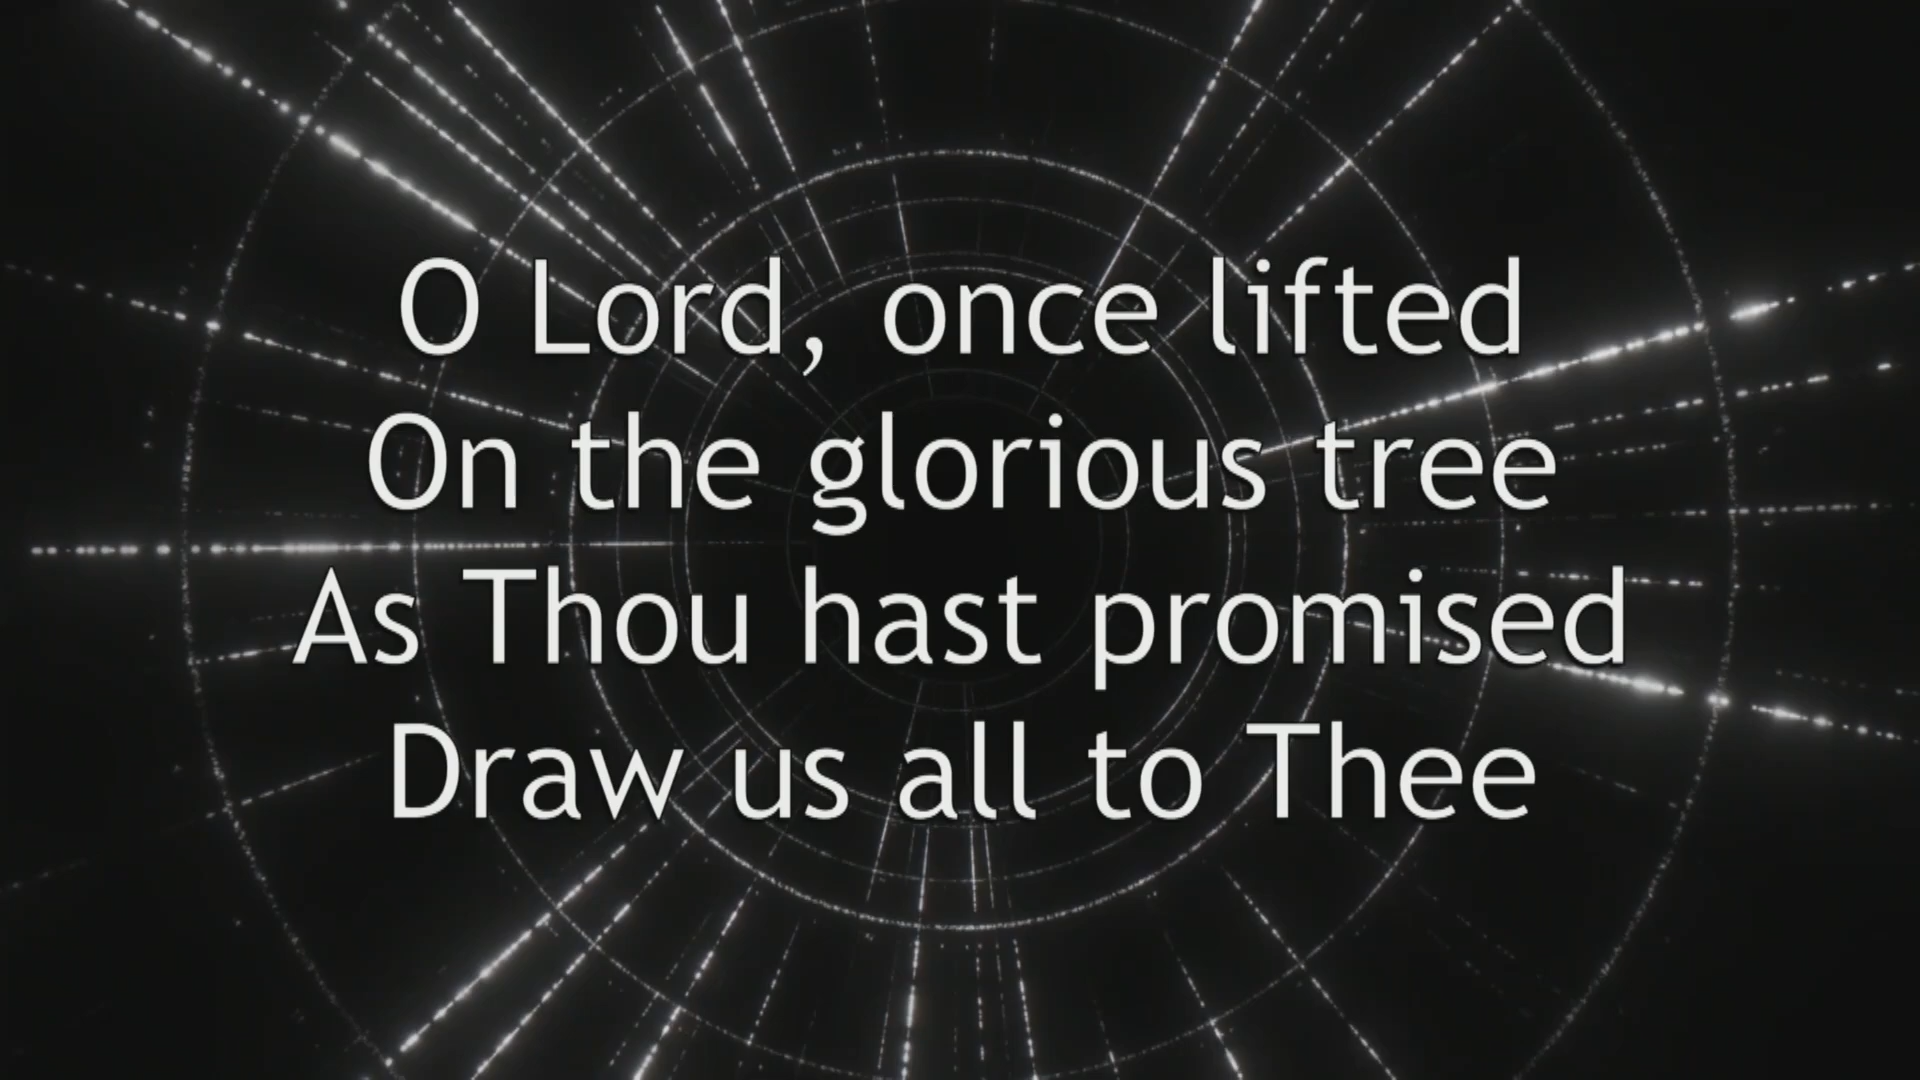 O Lord, once lifted
On the glorious tree
As Thou hast promised
Draw us all to Thee